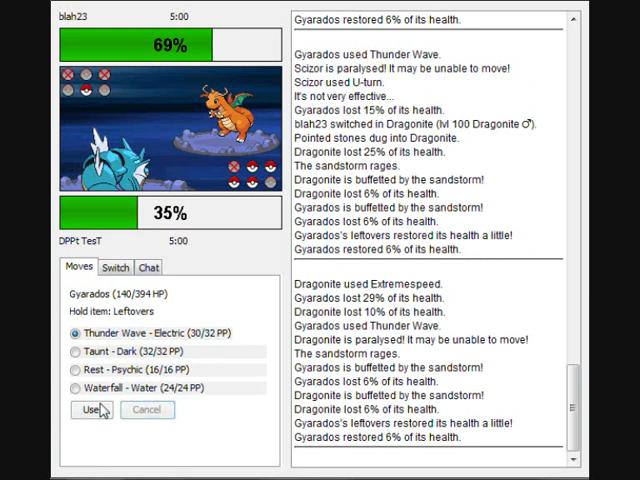 blah23 5:00
69%
35%
DPPt TesT 5:00
Moves Switch Chat
Gyarados (140/394 HP)
Hold item: Leftovers
Thunder Wave - Electric (30/32 PP)
Taunt - Dark (32/32 PP)
Rest - Psychic (16/16 PP)
Waterfall - Water (24/24 PP)
Use Cancel
Gyarados restored 6% of its health.
Gyarados used Thunder Wave.
Scizor is paralysed! It may be unable to move!
Scizor used U-turn.
It's not very effective...
Gyarados lost 15% of its health.
blah23 switched in Dragonite (lvl 100 Dragonite ♂).
Pointed stones dug into Dragonite.
Dragonite lost 25% of its health.
The sandstorm rages.
Dragonite is buffetted by the sandstorm!
Dragonite lost 6% of its health.
Gyarados is buffetted by the sandstorm!
Gyarados lost 6% of its health.
Gyarados's leftovers restored its health a little!
Gyarados restored 6% of its health.
Dragonite used Extremespeed.
Gyarados lost 29% of its health.
Dragonite lost 10% of its health.
Gyarados used Thunder Wave.
Dragonite is paralysed! It may be unable to move!
The sandstorm rages.
Gyarados is buffetted by the sandstorm!
Gyarados lost 6% of its health.
Dragonite is buffetted by the sandstorm!
Dragonite lost 6% of its health.
Gyarados's leftovers restored its health a little!
Gyarados restored 6% of its health.